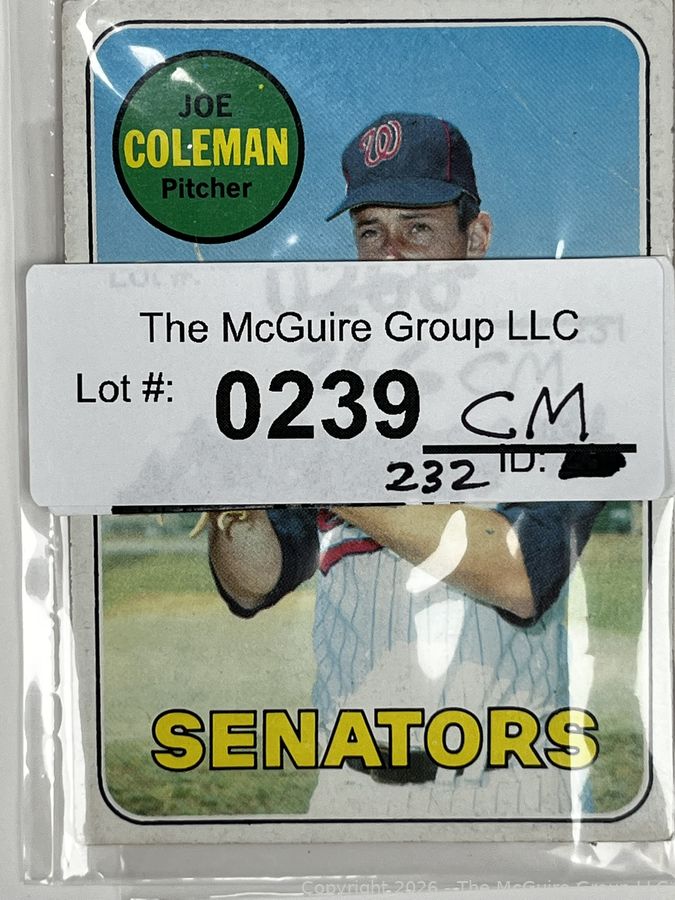 JOE
COLEMAN
Pitcher
W
The McGuire Group LLC
Lot #: 0239 CM
232 ID:
SENATORS
Copyright 2026 - The McGuire Group LLC